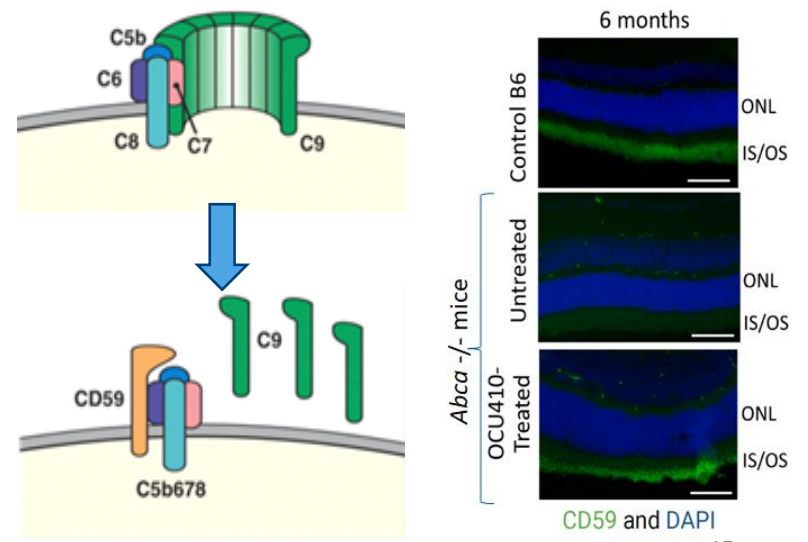 C5b
C6
C8
C7
C9
C9
CD59
C5b678
6 months
Control B6
ONL
IS/OS
Abca -/- mice
Untreated
ONL
IS/OS
OCU410-
Treated
ONL
IS/OS
CD59 and DAPI